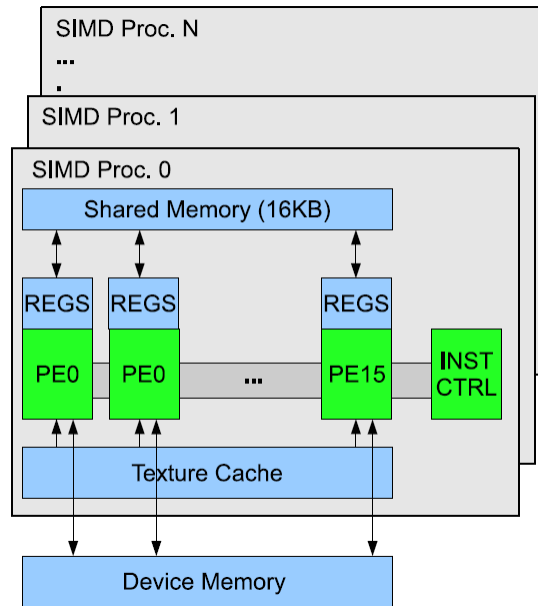 SIMD Proc. N
...
.
SIMD Proc. 1
SIMD Proc. 0
Shared Memory (16KB)
REGS
REGS
REGS
PE0
PE0
...
PE15
INST
CTRL
Texture Cache
Device Memory